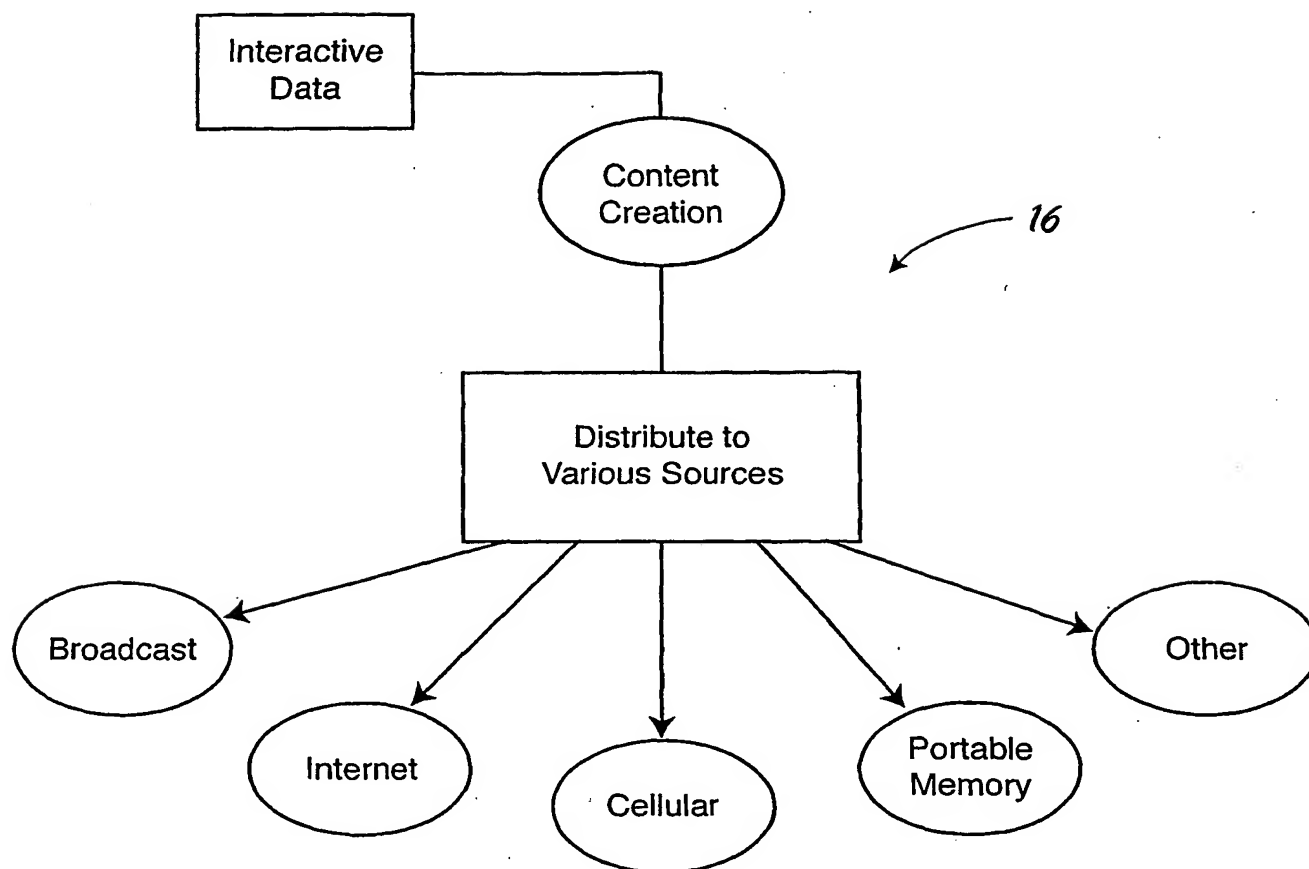 Interactive
Data
Content
Creation
16
Distribute to
Various Sources
Broadcast
Other
Internet
Cellular
Portable
Memory